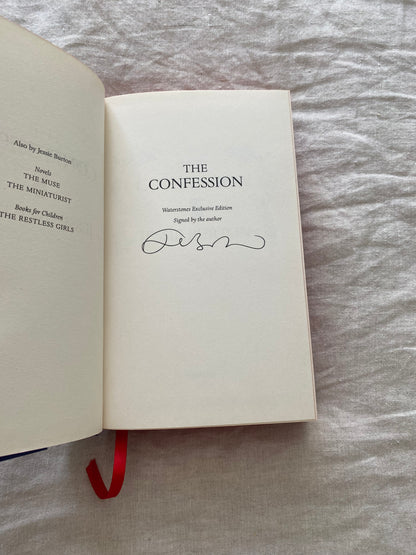 Also by Jessie Burton
Novels
THE MUSE
THE MINIATURIST
Books for Children
THE RESTLESS GIRLS
THE
CONFESSION
Waterstones Exclusive Edition
Signed by the author